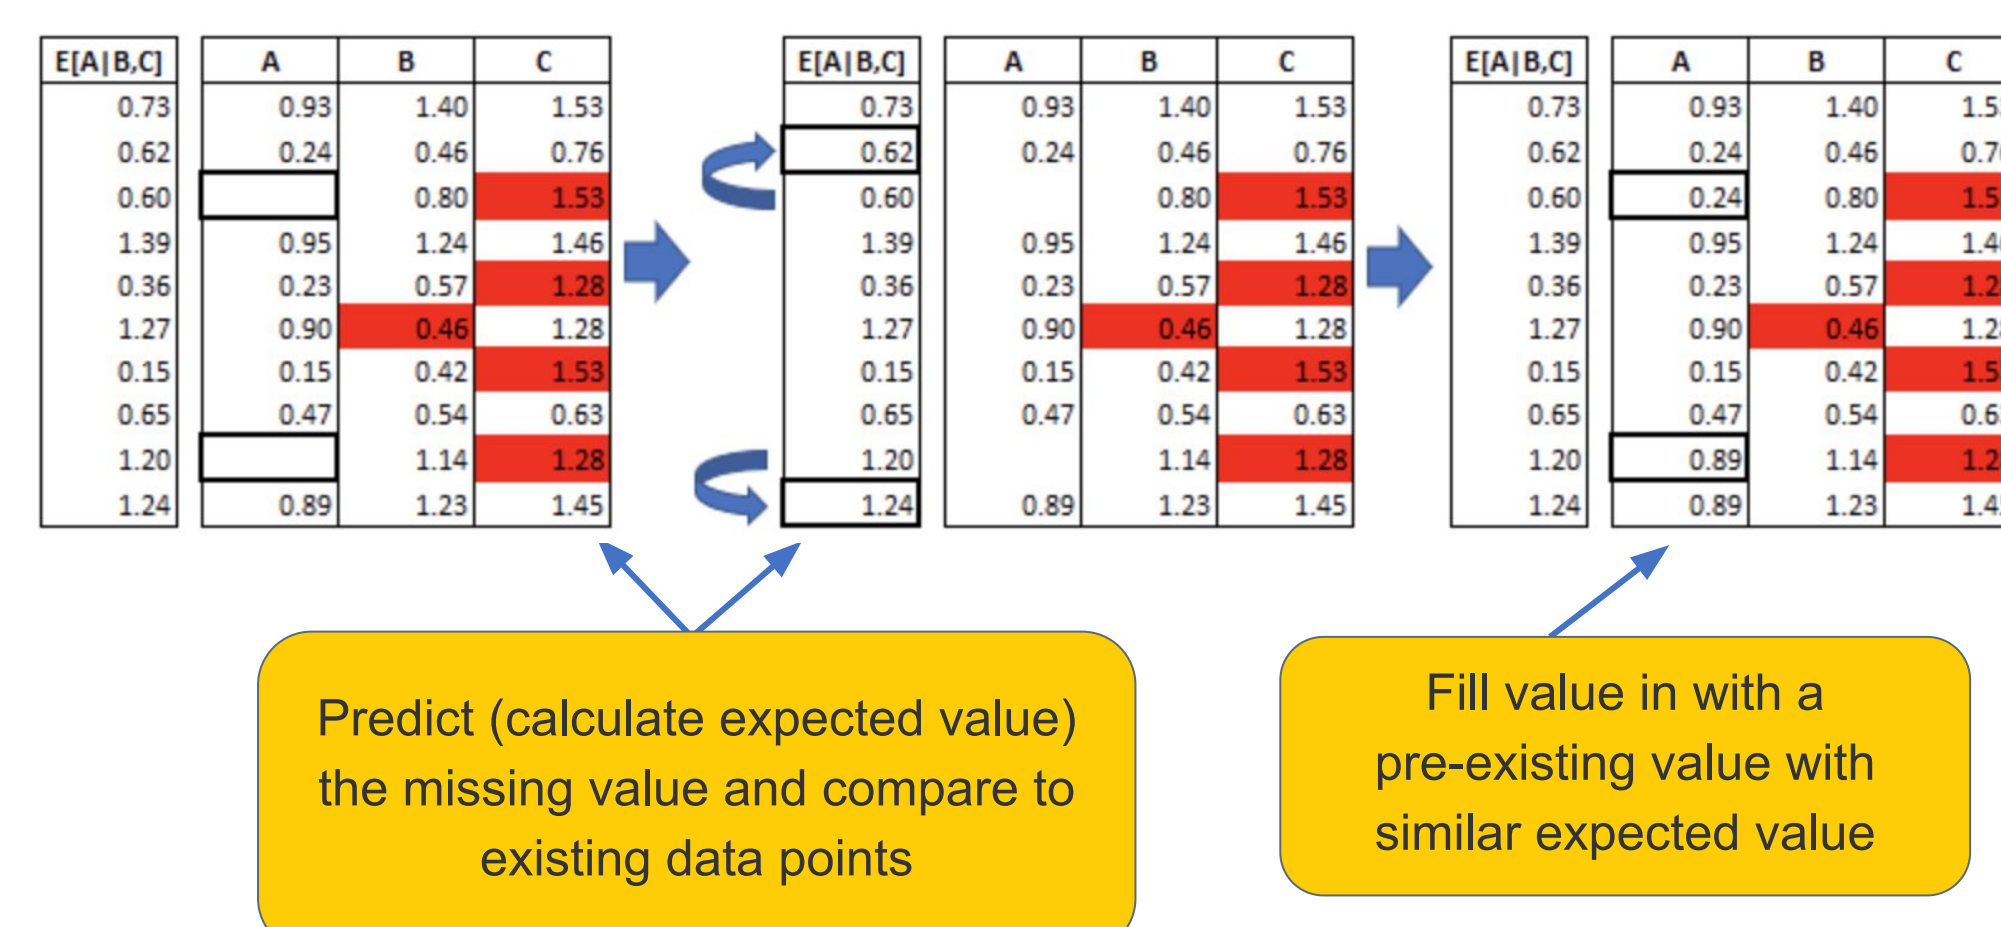 E[A|B,C] A B C
0.73 0.93 1.40 1.53
0.62 0.24 0.46 0.76
0.60 0.80 1.53
1.39 0.95 1.24 1.46
0.36 0.23 0.57 1.28
1.27 0.90 0.46 1.28
0.15 0.15 0.42 1.53
0.65 0.47 0.54 0.63
1.20 1.14 1.28
1.24 0.89 1.23 1.45
E[A|B,C] A B C
0.73 0.93 1.40 1.53
0.62 0.24 0.46 0.76
0.60 0.80 1.53
1.39 0.95 1.24 1.46
0.36 0.23 0.57 1.28
1.27 0.90 0.46 1.28
0.15 0.15 0.42 1.53
0.65 0.47 0.54 0.63
1.20 1.14 1.28
1.24 0.89 1.23 1.45
E[A|B,C] A B C
0.73 0.93 1.40
0.62 0.24 0.46
0.60 0.24 0.80
1.39 0.95 1.24
0.36 0.23 0.57
1.27 0.90 0.46
0.15 0.15 0.42
0.65 0.47 0.54
1.20 0.89 1.14
1.24 0.89 1.23
Predict (calculate expected value)
the missing value and compare to
existing data points
Fill value in with a
pre-existing value with
similar expected value